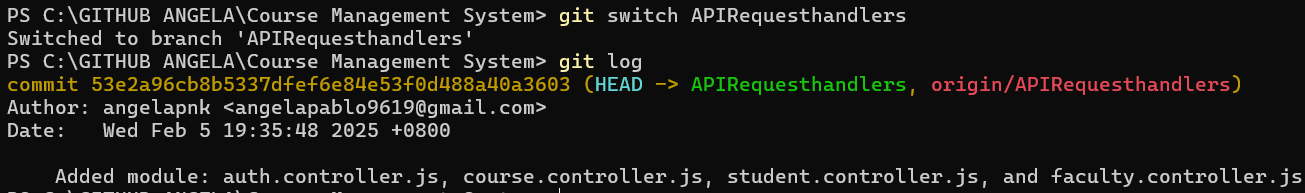 PS C:\GITHUB ANGELA\Course Management System> git switch APIRequesthandlers
Switched to branch 'APIRequesthandlers'
PS C:\GITHUB ANGELA\Course Management System> git log
commit 53e2a96cb8b5337dfef6e84e53f0d488a40a3603 (HEAD -> APIRequesthandlers, origin/APIRequesthandlers)
Author: angelapnk <angelapablo9619@gmail.com>
Date:   Wed Feb 5 19:35:48 2025 +0800

    Added module: auth.controller.js, course.controller.js, student.controller.js, and faculty.controller.js